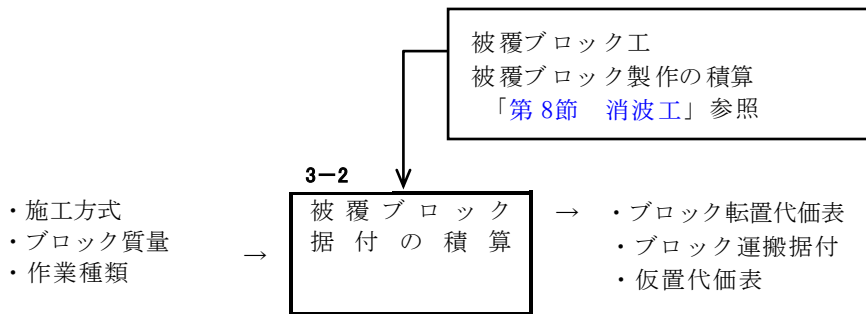 被覆ブロック工
被覆ブロック製作の積算
「第8節　消波工」参照
3－2
被覆ブロック
据付の積算
・施工方式
・ブロック質量
・作業種類
→
→
・ブロック転置代価表
・ブロック運搬据付
・仮置代価表